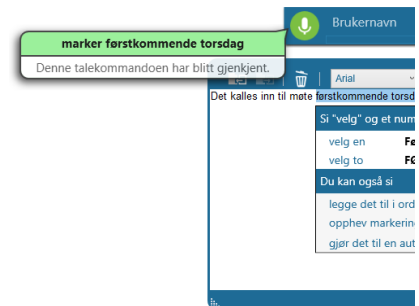 Brukernavn
marker førstkommende torsdag
Denne talekommandoen har blitt gjenkjent.
Arial
Det kalles inn til møte førstkommende torsd
Si "velg" og et num
velg en
velg to
Du kan også si
legge det til i ord
opphev markerin
gjør det til en aut